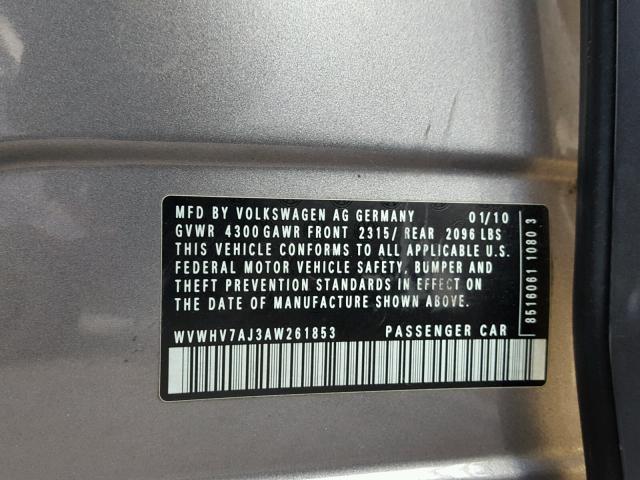 MFD BY VOLKSWAGEN AG GERMANY 01/10
GVWR 4300 GAWR FRONT 2315/ REAR 2096 LBS
THIS VEHICLE CONFORMS TO ALL APPLICABLE U.S.
FEDERAL MOTOR VEHICLE SAFETY, BUMPER AND
THEFT PREVENTION STANDARDS IN EFFECT ON
THE DATE OF MANUFACTURE SHOWN ABOVE.
WVWHV7AJ3AW261853 PASSENGER CAR
8516061 1080 3